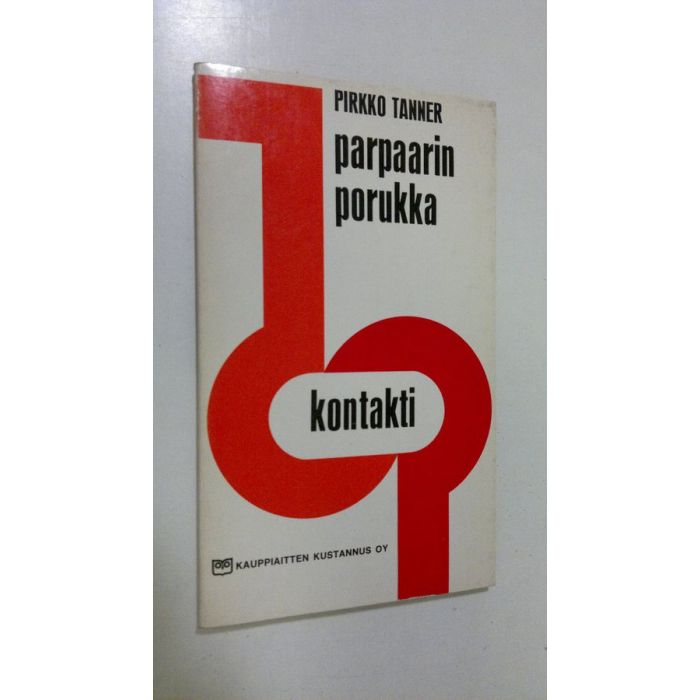 PIRKKO TANNER
parpaarin
porukka
kontakti
KAUPPIAITTEN KUSTANNUS OY